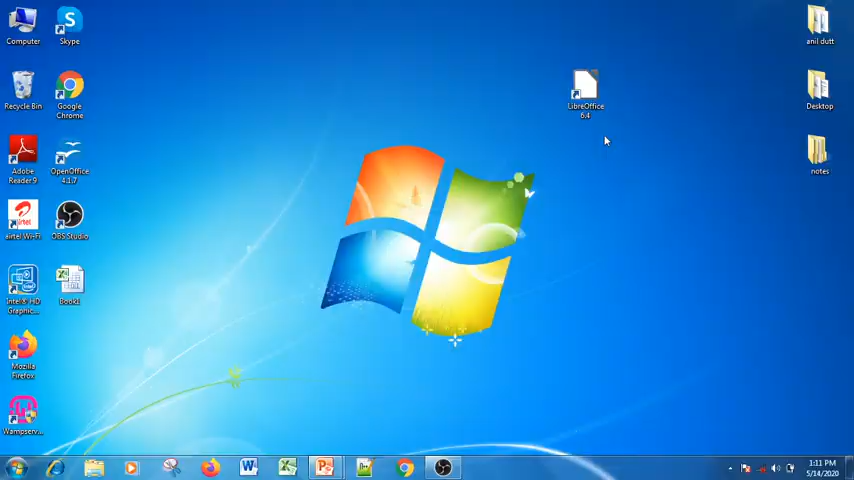 Computer
Skype
Recycle Bin
Google
Chrome
Adobe
Reader 9
OpenOffice
4.1.7
airtel Wi-Fi
OBS Studio
Intel® HD
Graphic...
Book1
Mozilla
Firefox
Wampserv...
LibreOffice
6.4
anil dutt
Desktop
notes
1:11 PM
5/14/2020